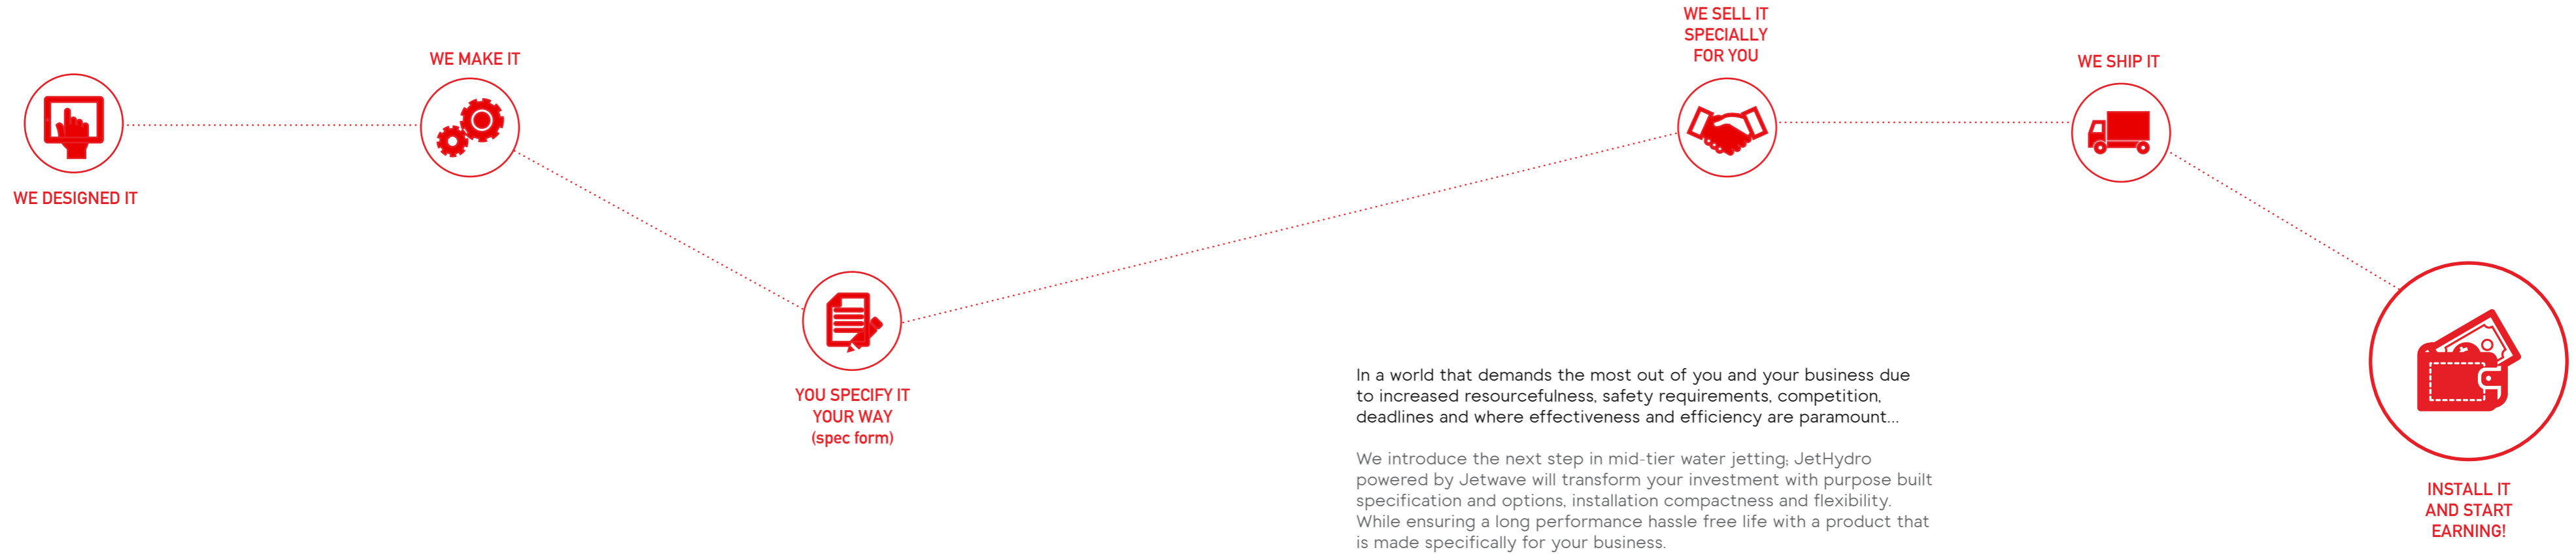 WE DESIGNED IT
WE MAKE IT
YOU SPECIFY IT
YOUR WAY
(spec form)
WE SELL IT
SPECIALLY
FOR YOU
WE SHIP IT
INSTALL IT
AND START
EARNING!
In a world that demands the most out of you and your business due
to increased resourcefulness, safety requirements, competition,
deadlines and where effectiveness and efficiency are paramount...
We introduce the next step in mid-tier water jetting; JetHydro
powered by Jetwave will transform your investment with purpose built
specification and options, installation compactness and flexibility.
While ensuring a long performance hassle free life with a product that
is made specifically for your business.